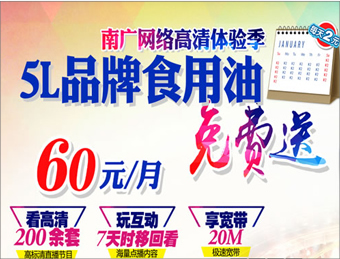 南广网络高清体验季
每天2元
JANUARY
5L品牌食用油
免费送
60元/月
看高清
200余套
高标清直播节目
玩互动
7天时移回看
海量点播内容
享宽带
20M
极速宽带